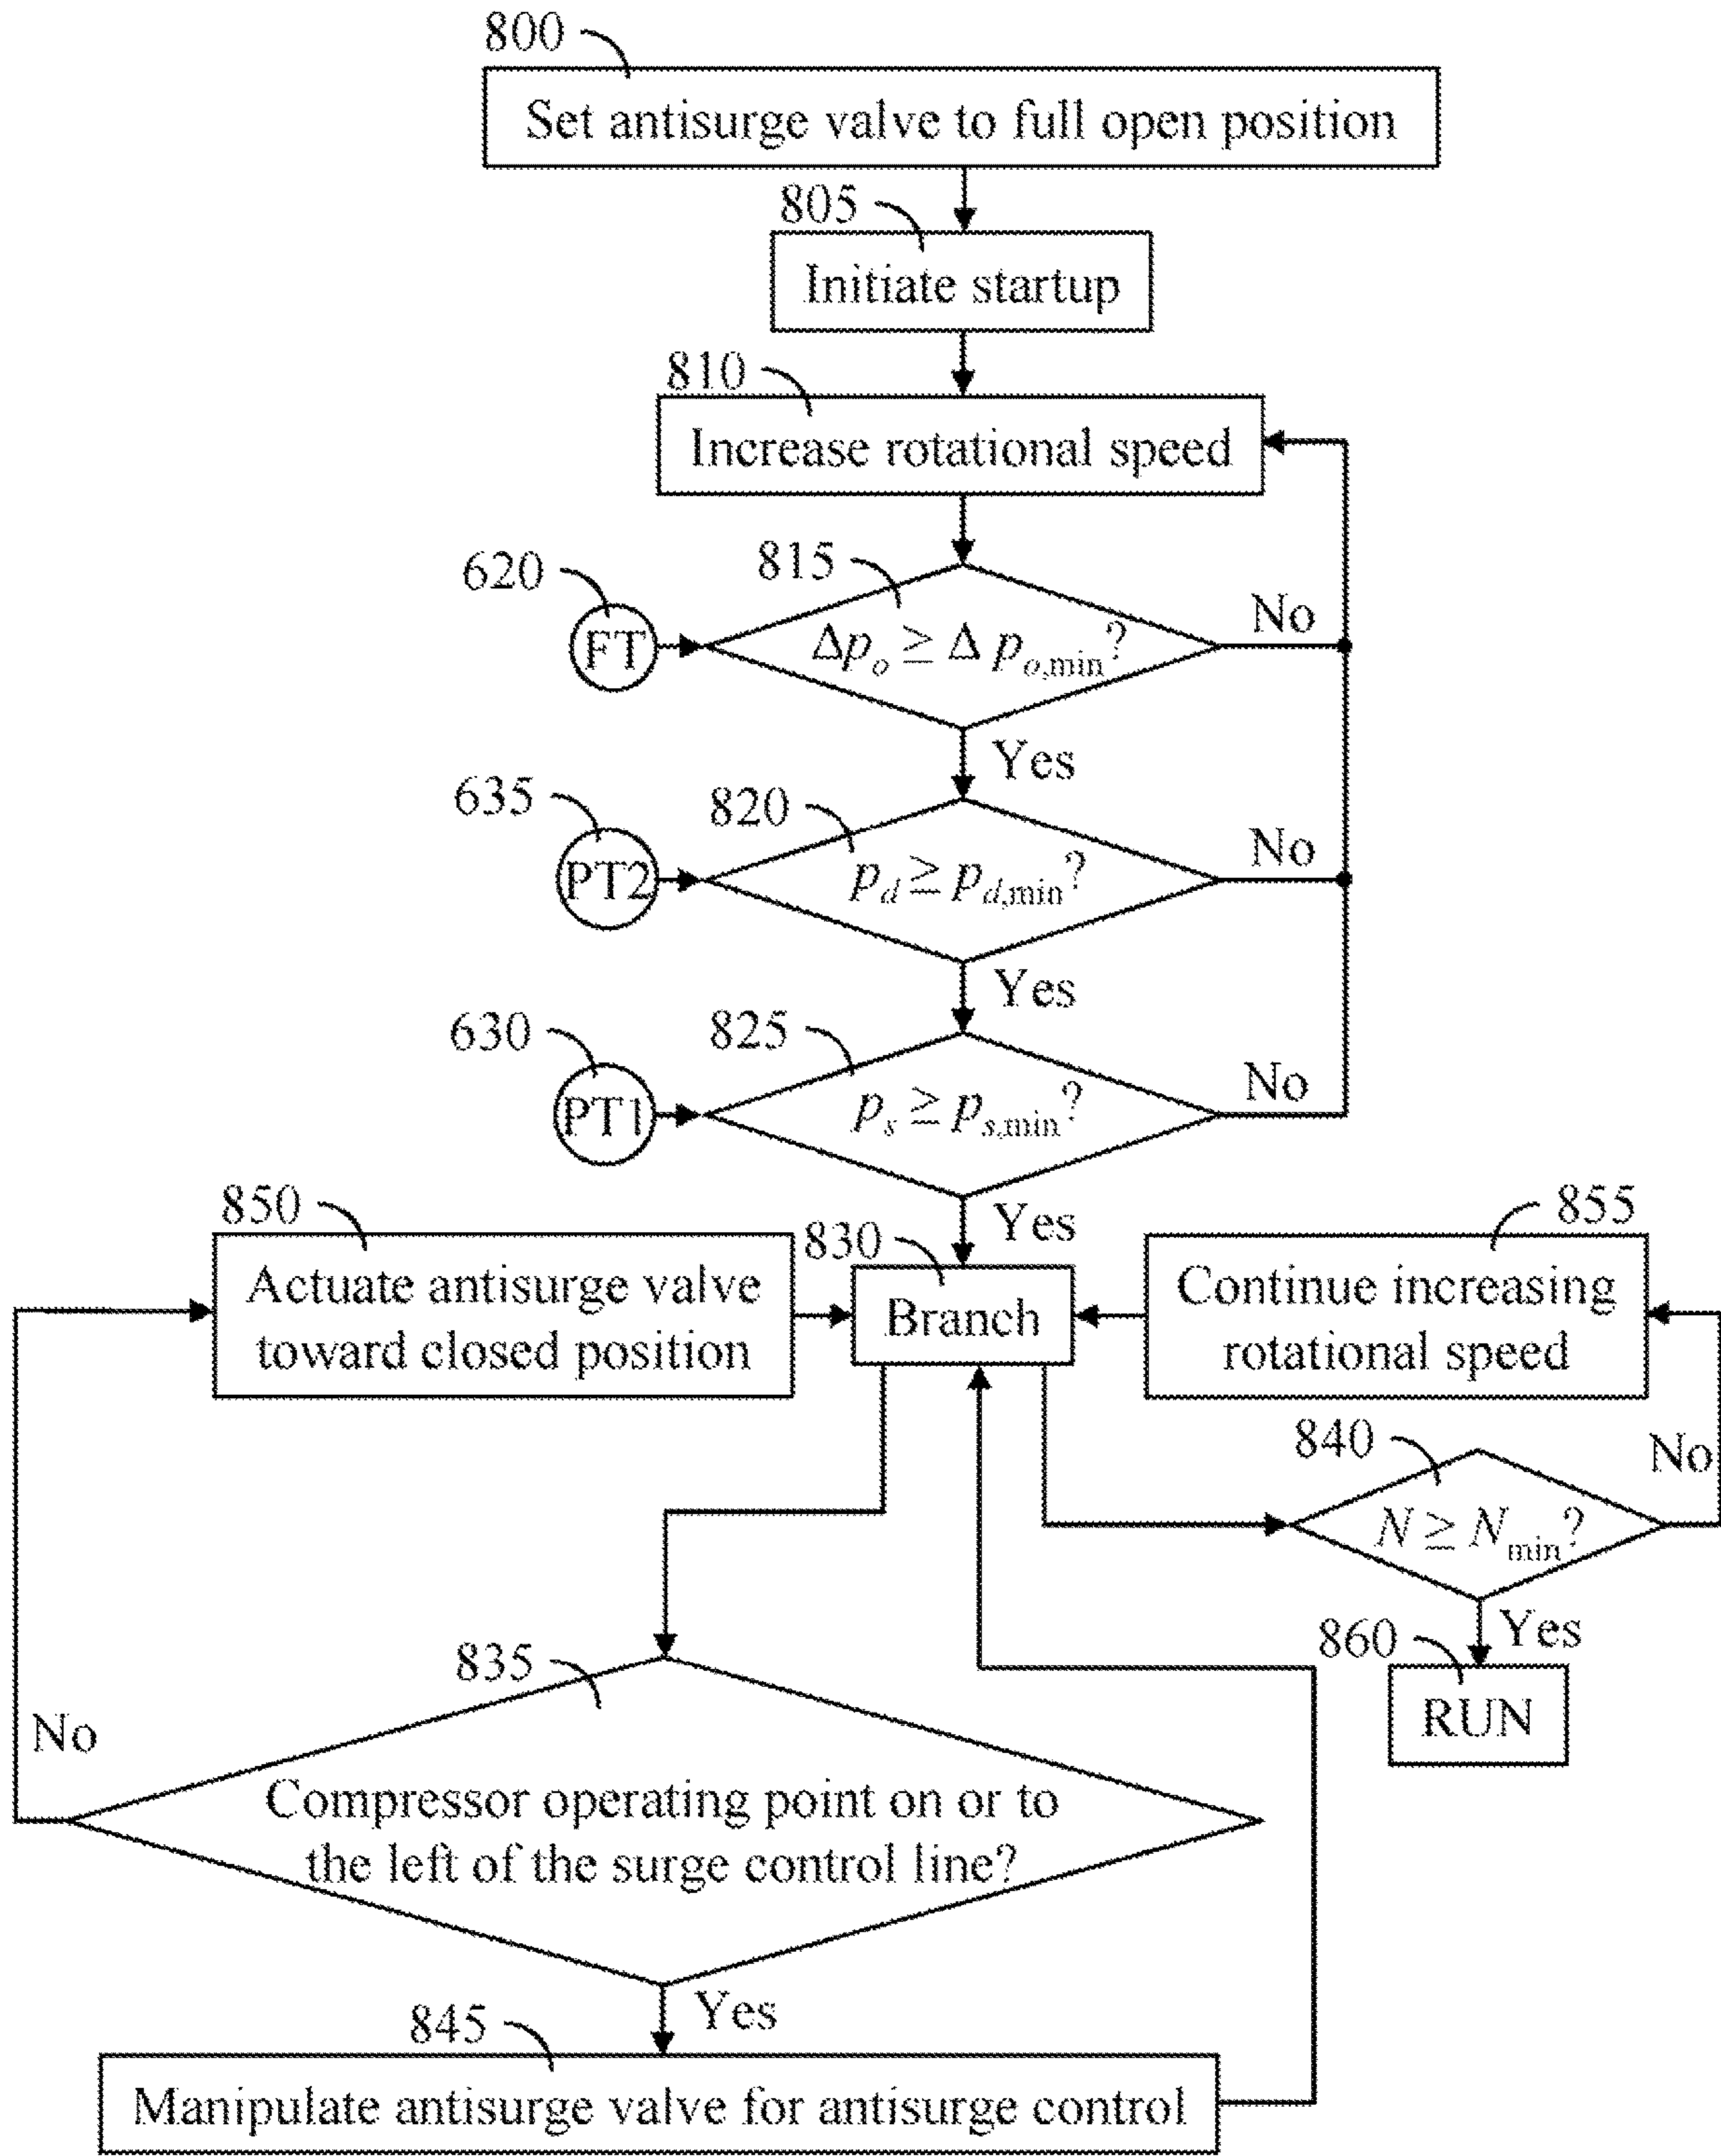 800
Set antisurge valve to full open position
805
Initiate startup
810
Increase rotational speed
620
FT
815
Δp_o ≥ Δ p_o,min?
No
Yes
635
PT2
820
p_d ≥ p_d,min?
No
Yes
630
PT1
825
p_s ≥ p_s,min?
No
Yes
850
Actuate antisurge valve
toward closed position
830
Branch
855
Continue increasing
rotational speed
840
N ≥ N_min?
No
Yes
860
RUN
835
No
Compressor operating point on or to
the left of the surge control line?
Yes
845
Manipulate antisurge valve for antisurge control